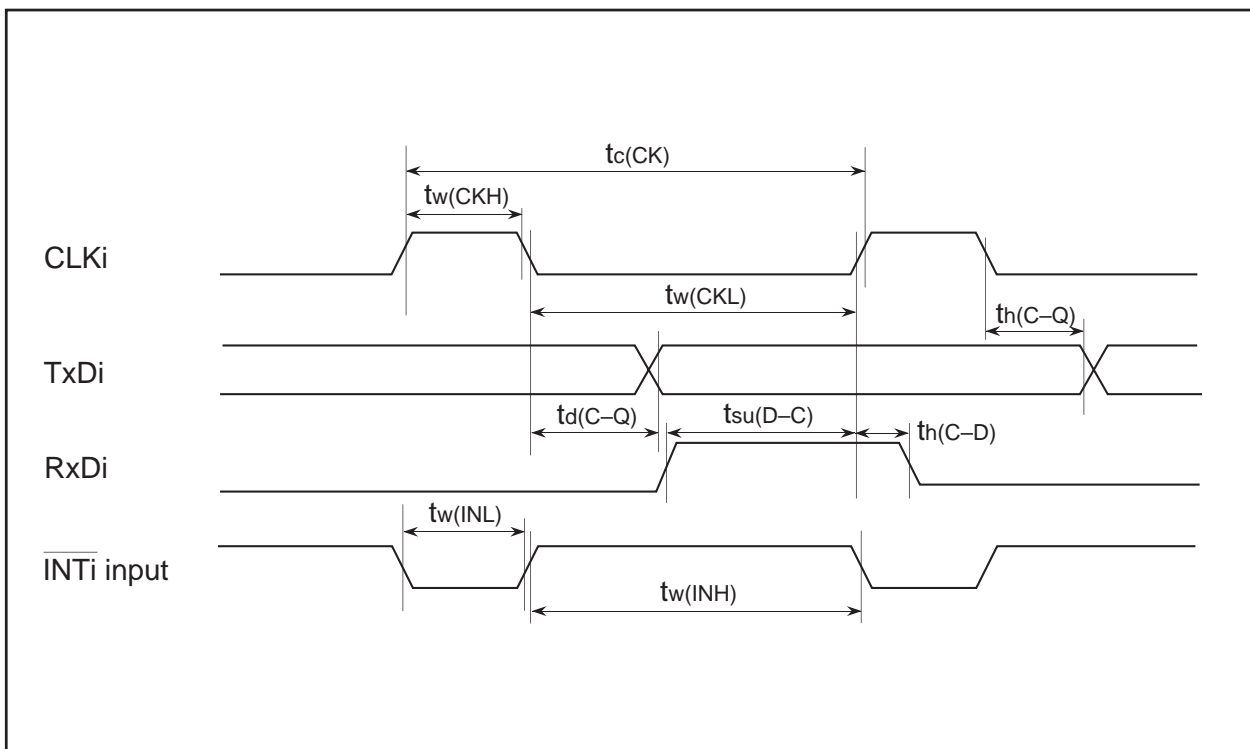 tc(CK)
tw(CKH)
CLKi
tw(CKL)
th(C–Q)
TxDi
td(C–Q)
tsu(D–C)
th(C–D)
RxDi
tw(INL)
INTi input
tw(INH)